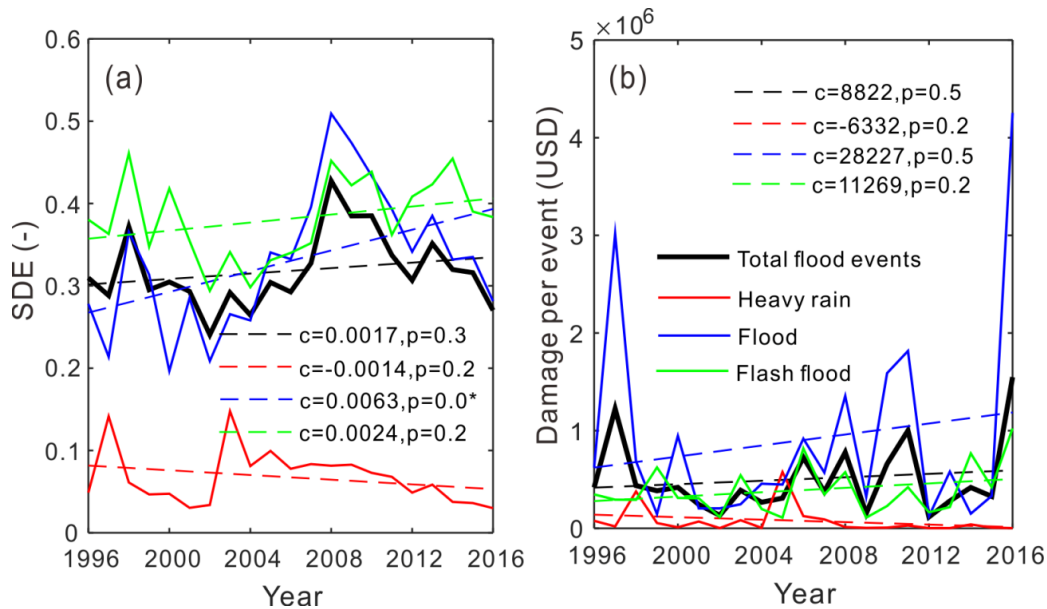 0.6
0.5
0.4
0.3
0.2
0.1
0
SDE (-)
(a)
c=0.0017,p=0.3
c=-0.0014,p=0.2
c=0.0063,p=0.0*
c=0.0024,p=0.2
1996 2000 2004 2008 2012 2016
Year
×10⁶
5
4
3
2
1
0
Damage per event (USD)
(b)
c=8822,p=0.5
c=-6332,p=0.2
c=28227,p=0.5
c=11269,p=0.2
Total flood events
Heavy rain
Flood
Flash flood
1996 2000 2004 2008 2012 2016
Year